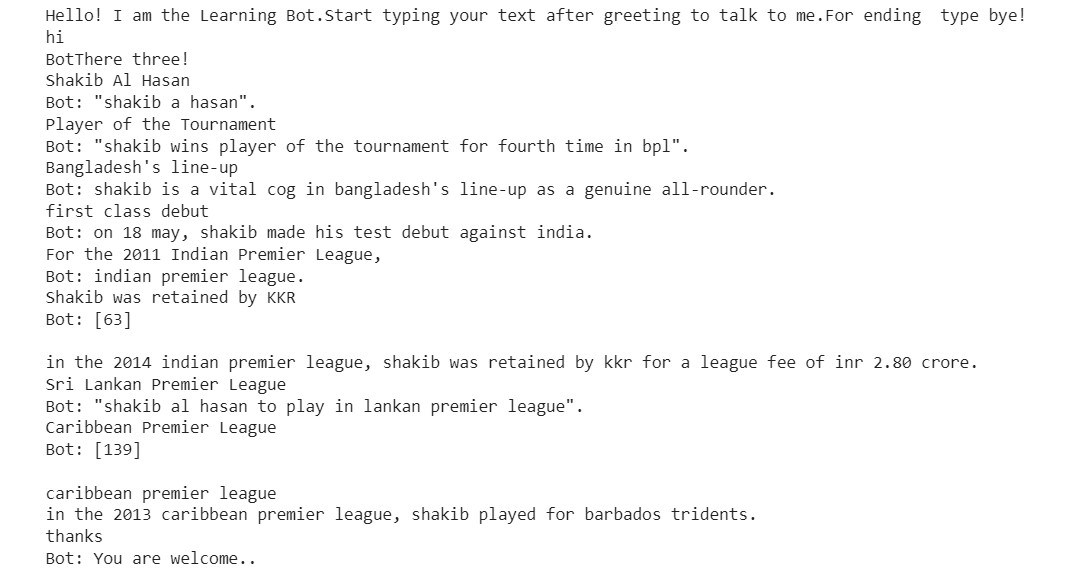 Hello! I am the Learning Bot.Start typing your text after greeting to talk to me.For ending  type bye!
hi
BotThere three!
Shakib Al Hasan
Bot: "shakib a hasan".
Player of the Tournament
Bot: "shakib wins player of the tournament for fourth time in bpl".
Bangladesh's line-up
Bot: shakib is a vital cog in bangladesh's line-up as a genuine all-rounder.
first class debut
Bot: on 18 may, shakib made his test debut against india.
For the 2011 Indian Premier League,
Bot: indian premier league.
Shakib was retained by KKR
Bot: [63]
in the 2014 indian premier league, shakib was retained by kkr for a league fee of inr 2.80 crore.
Sri Lankan Premier League
Bot: "shakib al hasan to play in lankan premier league".
Caribbean Premier League
Bot: [139]
caribbean premier league
in the 2013 caribbean premier league, shakib played for barbados tridents.
thanks
Bot: You are welcome..